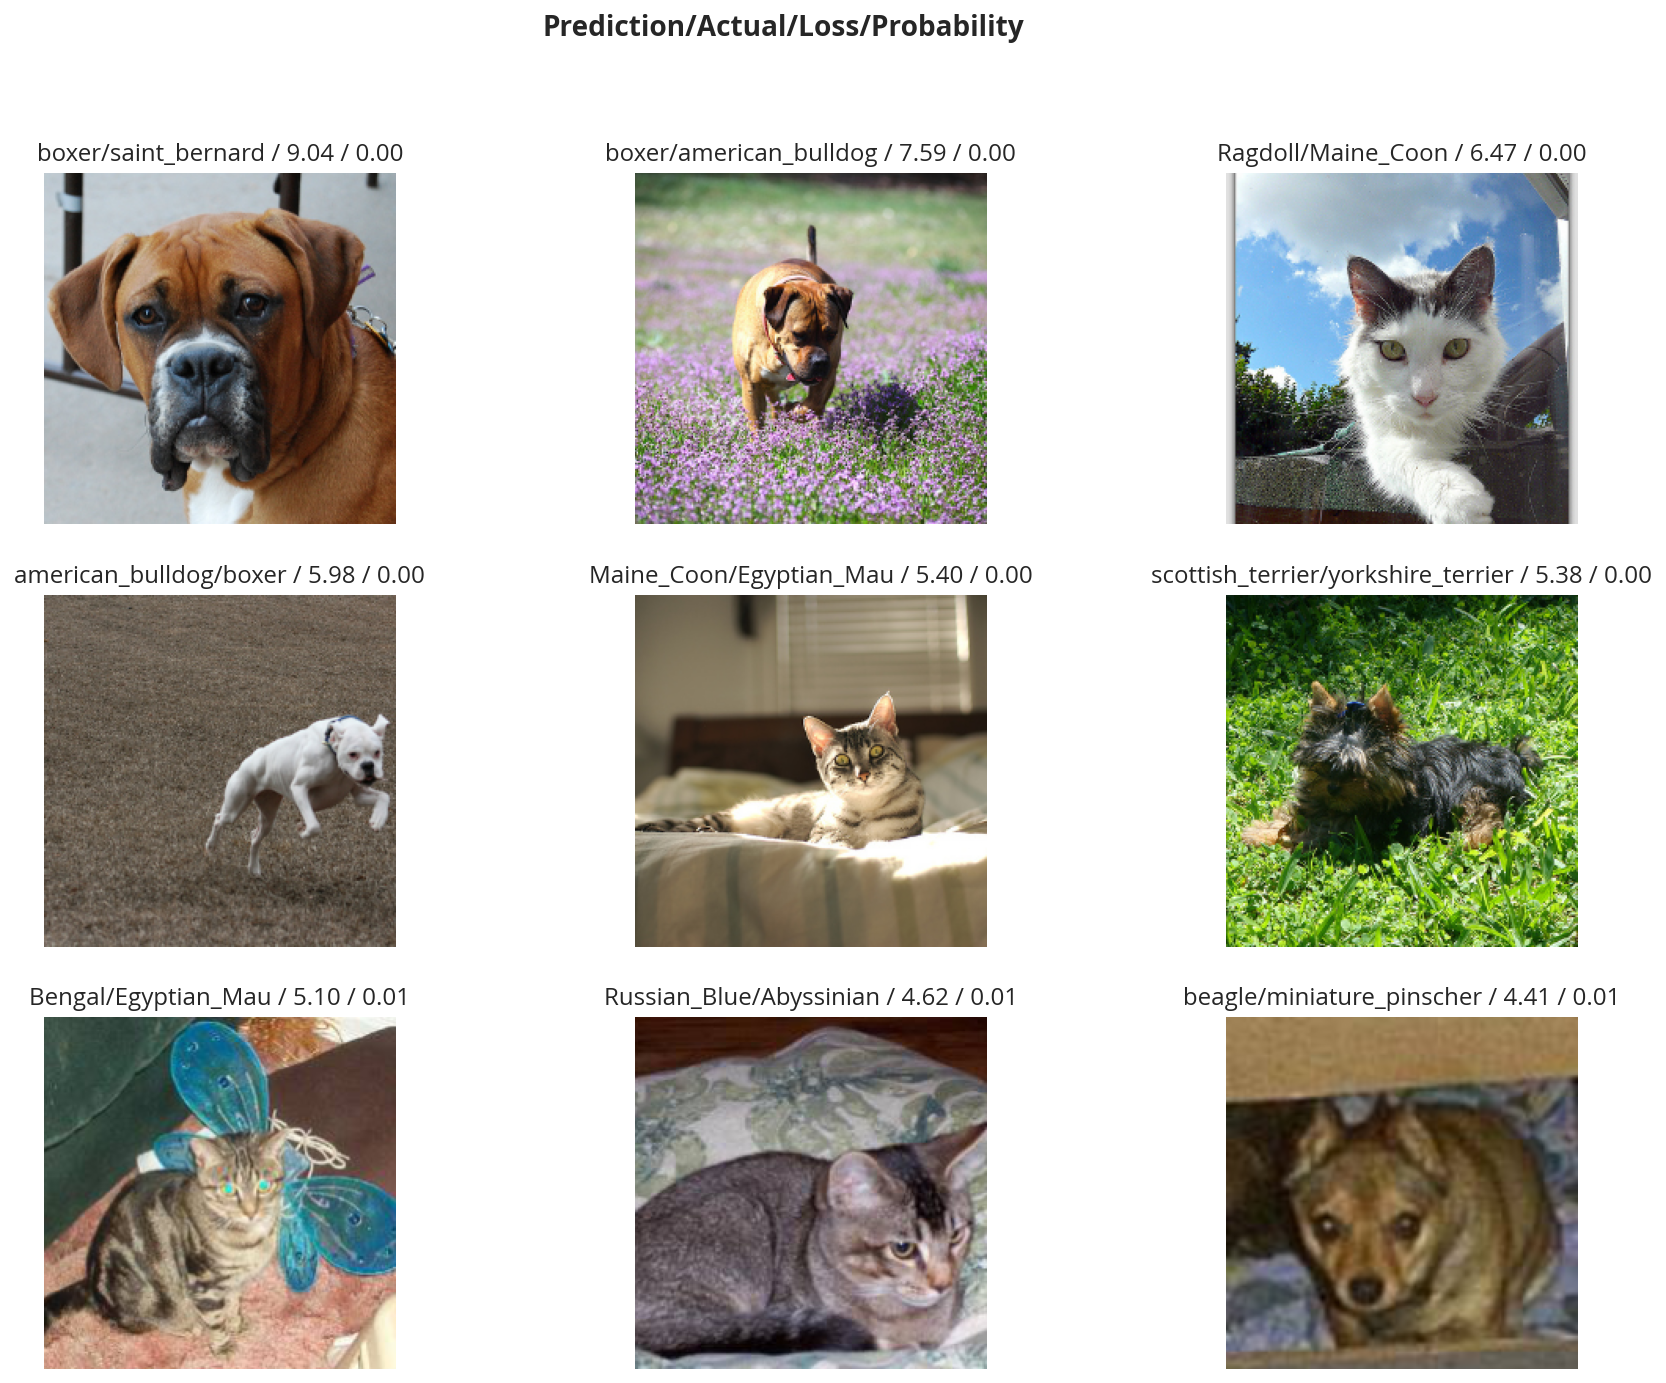 Prediction/Actual/Loss/Probability
boxer/saint_bernard / 9.04 / 0.00
boxer/american_bulldog / 7.59 / 0.00
Ragdoll/Maine_Coon / 6.47 / 0.00
american_bulldog/boxer / 5.98 / 0.00
Maine_Coon/Egyptian_Mau / 5.40 / 0.00
scottish_terrier/yorkshire_terrier / 5.38 / 0.00
Bengal/Egyptian_Mau / 5.10 / 0.01
Russian_Blue/Abyssinian / 4.62 / 0.01
beagle/miniature_pinscher / 4.41 / 0.01